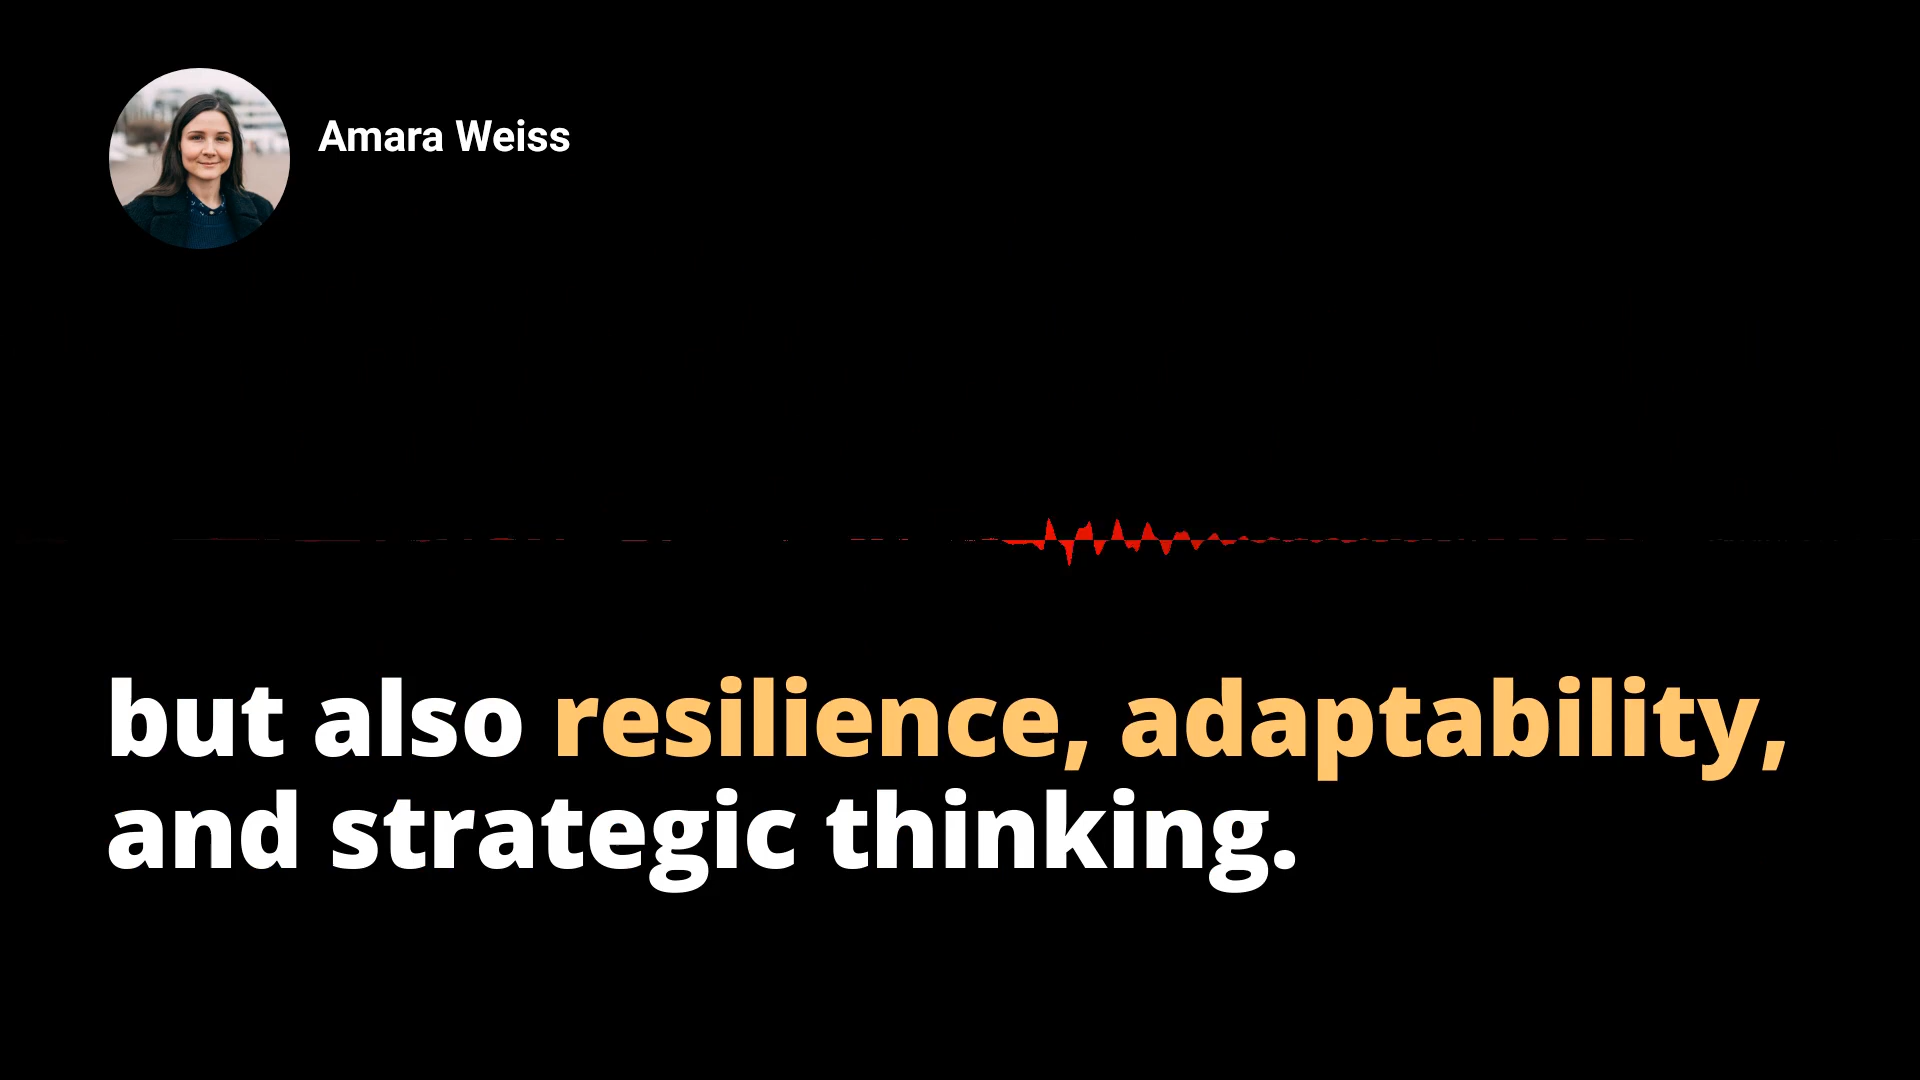 Amara Weiss
but also resilience, adaptability,
and strategic thinking.